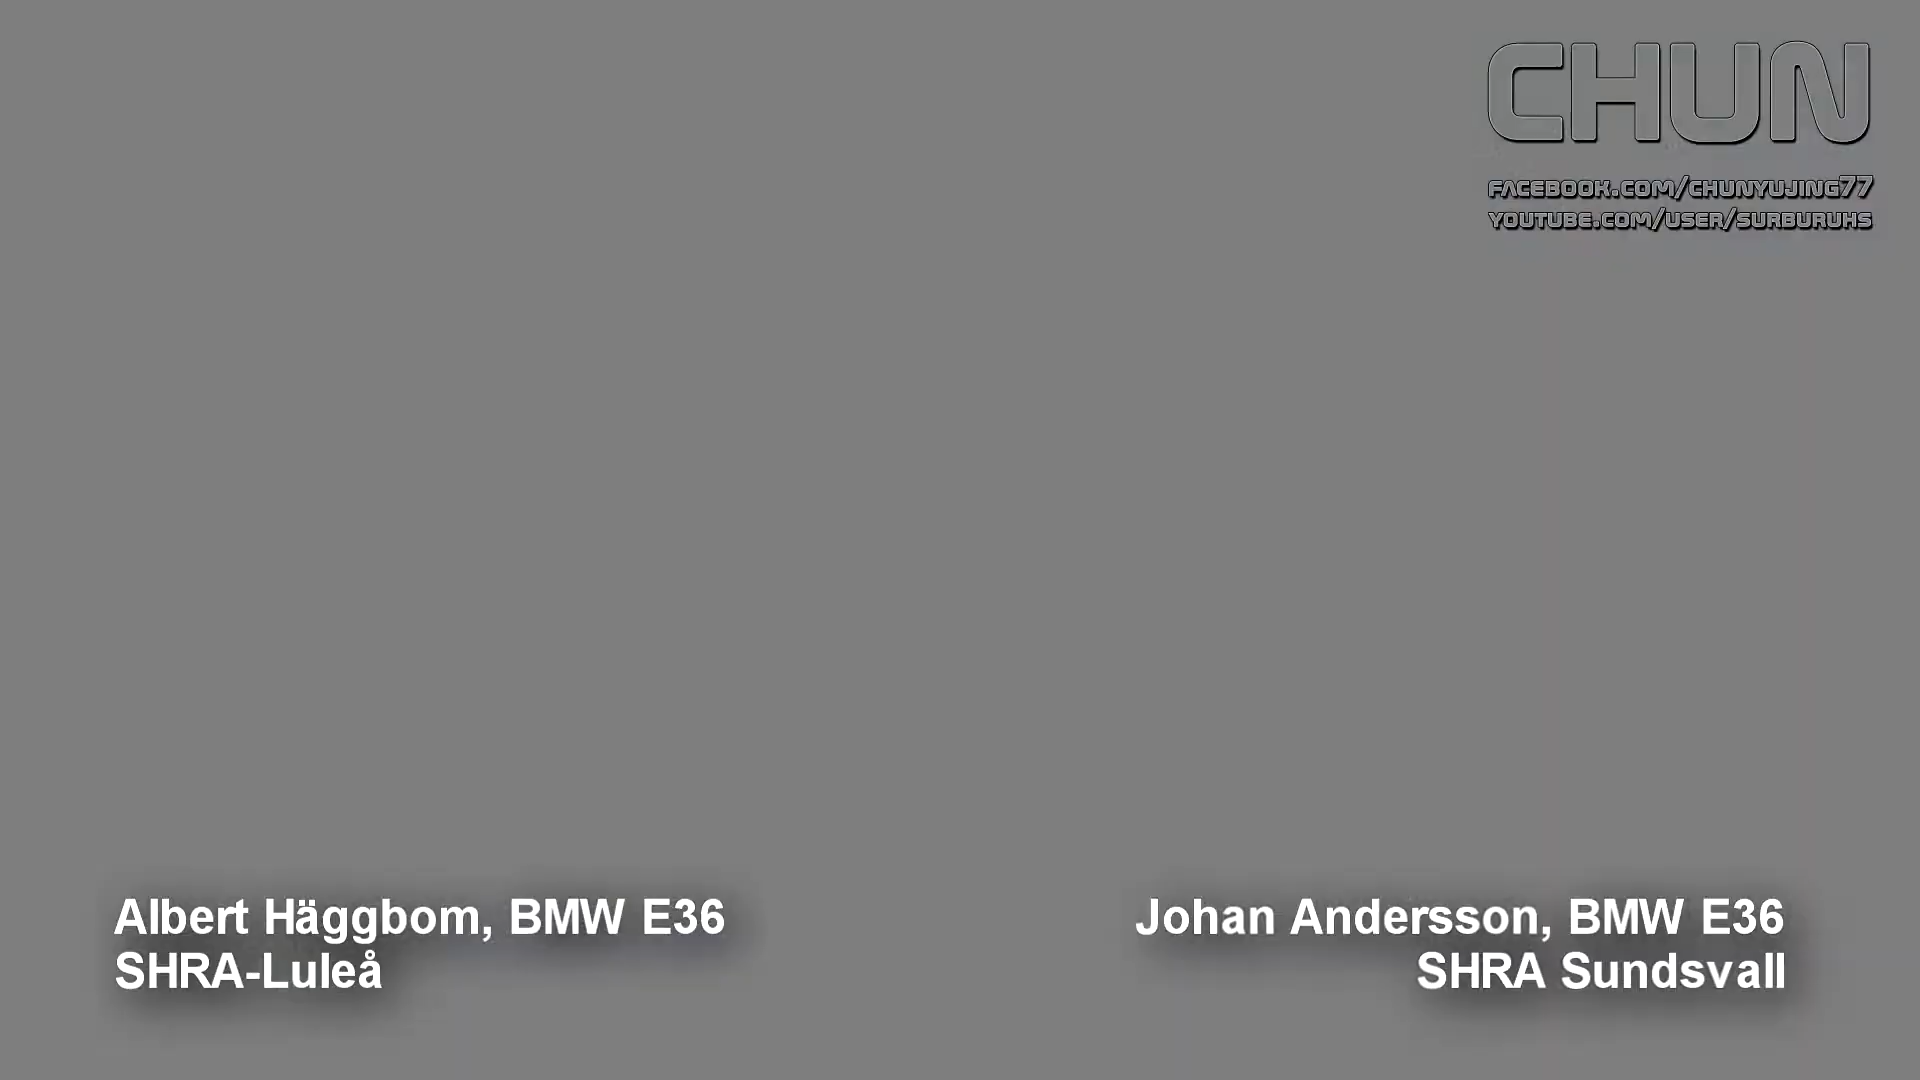 CHUN
FACEBOOK.COM/CHUNYUJING77
YOUTUBE.COM/USER/SURBURUHS
Albert Häggbom, BMW E36
SHRA-Luleå
Johan Andersson, BMW E36
SHRA Sundsvall